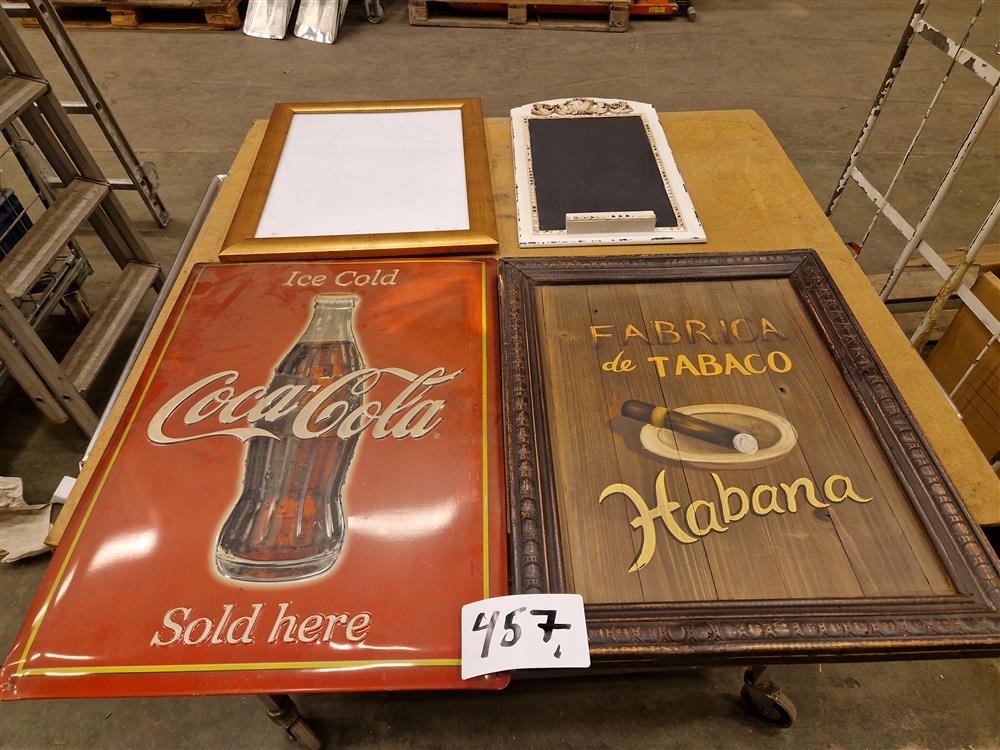 Ice Cold
Coca-Cola
Sold here
FABRICA
de TABACO
Habana
457,